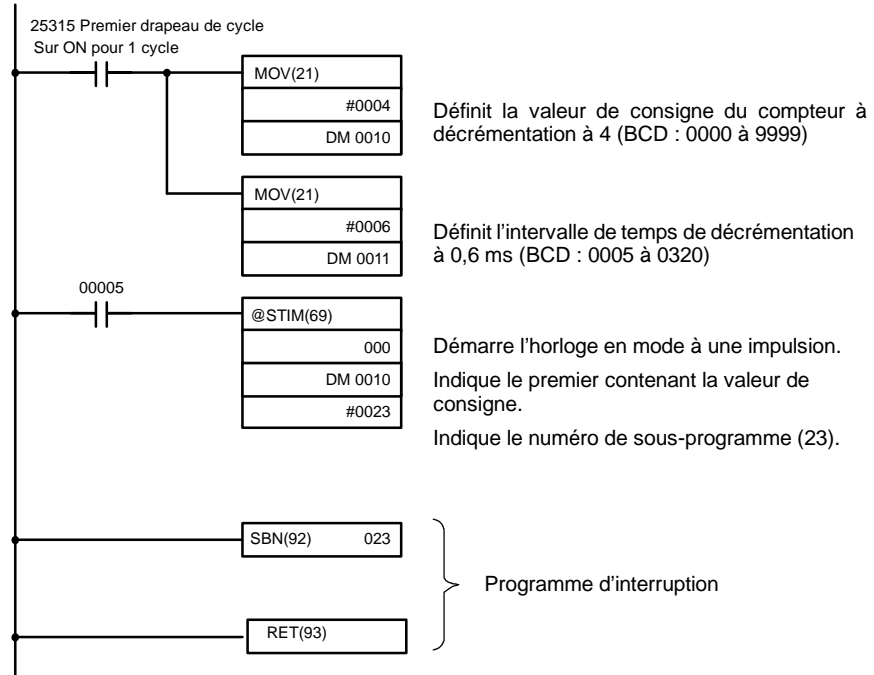 25315 Premier drapeau de cycle
Sur ON pour 1 cycle
MOV(21)
#0004
DM 0010
Définit la valeur de consigne du compteur à
décrémentation à 4 (BCD : 0000 à 9999)
MOV(21)
#0006
DM 0011
Définit l’intervalle de temps de décrémentation
à 0,6 ms (BCD : 0005 à 0320)
00005
@STIM(69)
000
DM 0010
#0023
Démarre l’horloge en mode à une impulsion.
Indique le premier contenant la valeur de
consigne.
Indique le numéro de sous-programme (23).
SBN(92) 023
Programme d’interruption
RET(93)